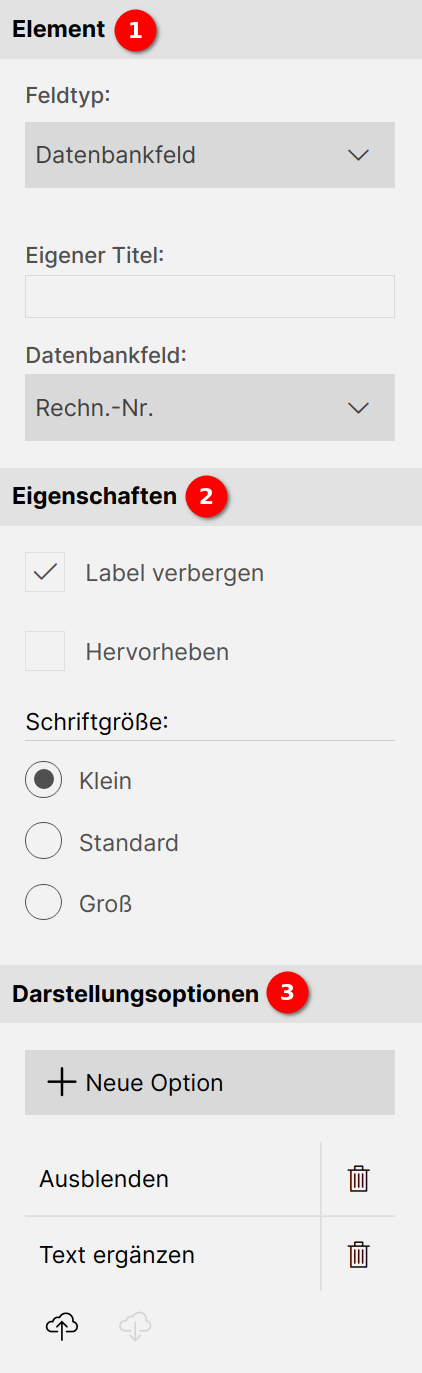 Element 1
Feldtyp:
Datenbankfeld
Eigener Titel:
Datenbankfeld:
Rechn.-Nr.
Eigenschaften 2
Label verbergen
Hervorheben
Schriftgröße:
Klein
Standard
Groß
Darstellungsoptionen 3
Neue Option
Ausblenden
Text ergänzen